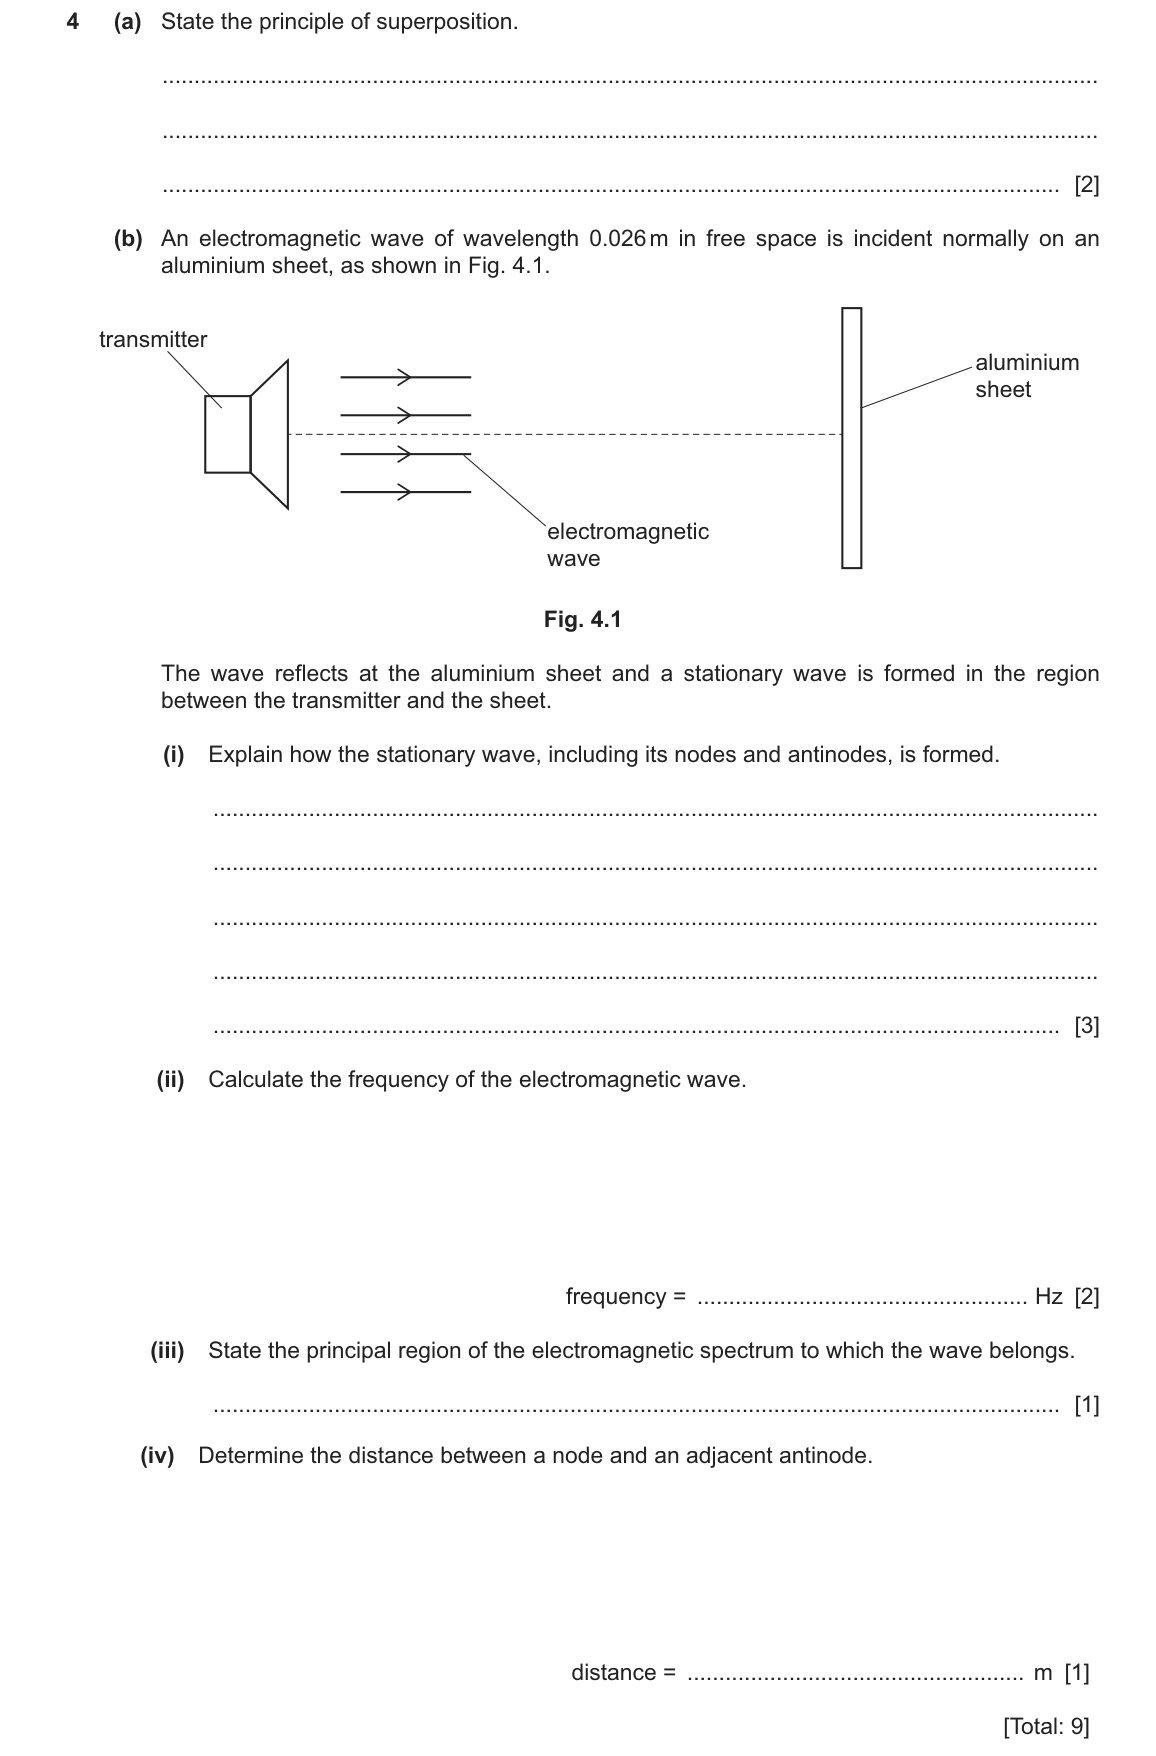 4 (a) State the principle of superposition.
...................................................................................................................................................
...................................................................................................................................................
............................................................................................................................................. [2]
(b) An electromagnetic wave of wavelength 0.026 m in free space is incident normally on an
aluminium sheet, as shown in Fig. 4.1.
transmitter
aluminium
sheet
electromagnetic
wave
Fig. 4.1
The wave reflects at the aluminium sheet and a stationary wave is formed in the region
between the transmitter and the sheet.
(i) Explain how the stationary wave, including its nodes and antinodes, is formed.
...........................................................................................................................................
...........................................................................................................................................
...........................................................................................................................................
...........................................................................................................................................
..................................................................................................................................... [3]
(ii) Calculate the frequency of the electromagnetic wave.
frequency = .................................................... Hz [2]
(iii) State the principal region of the electromagnetic spectrum to which the wave belongs.
..................................................................................................................................... [1]
(iv) Determine the distance between a node and an adjacent antinode.
distance = ..................................................... m [1]
[Total: 9]